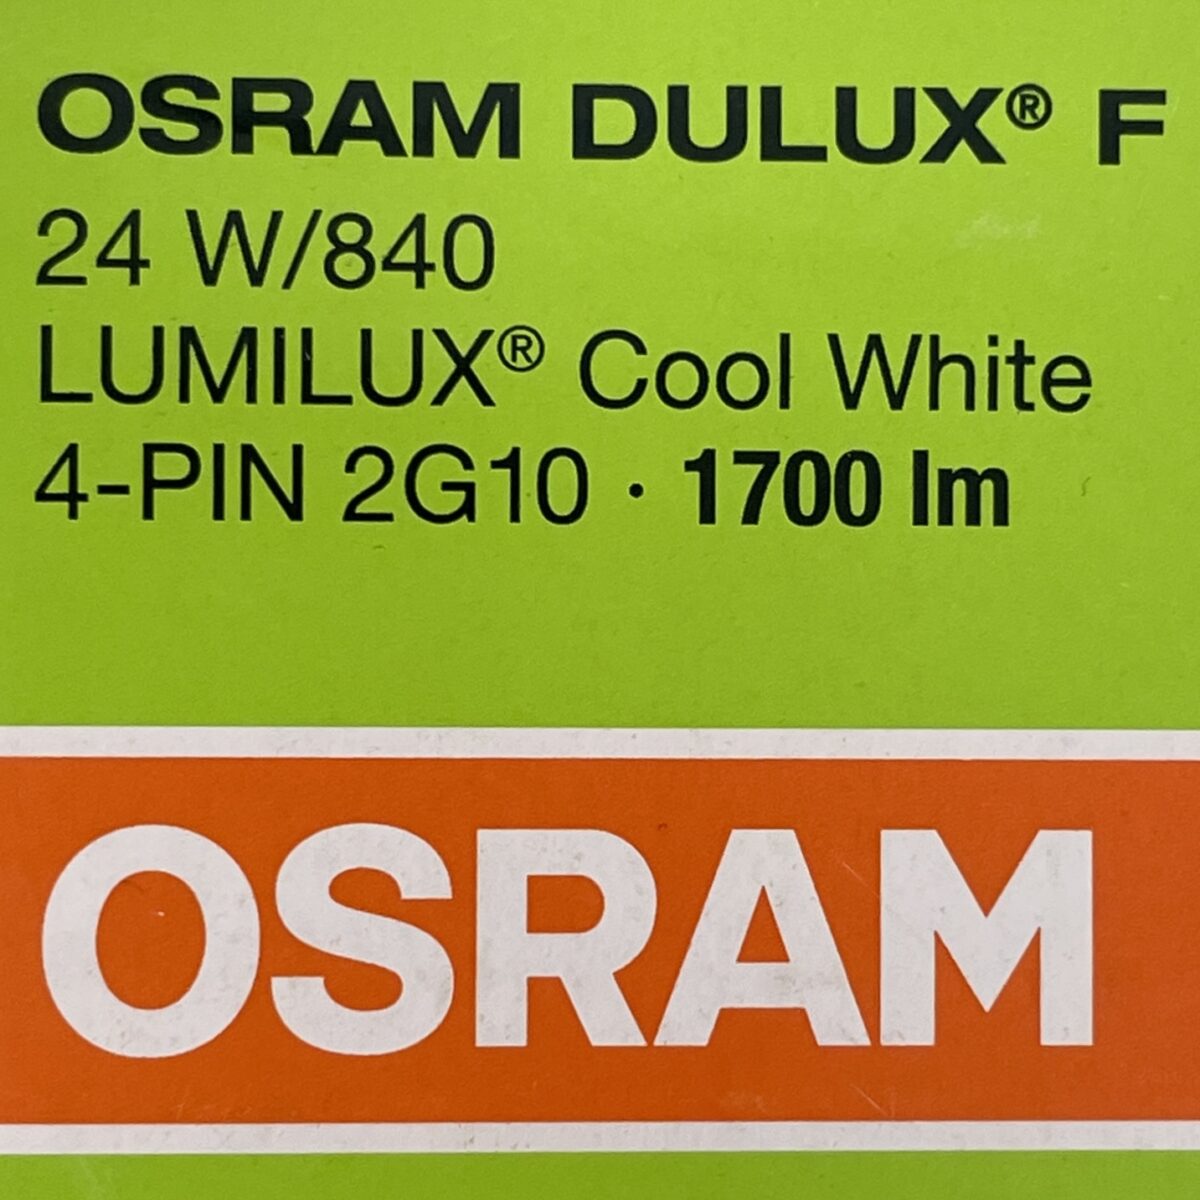 OSRAM DULUX® F
24 W/840
LUMILUX® Cool White
4-PIN 2G10 · 1700 lm
OSRAM